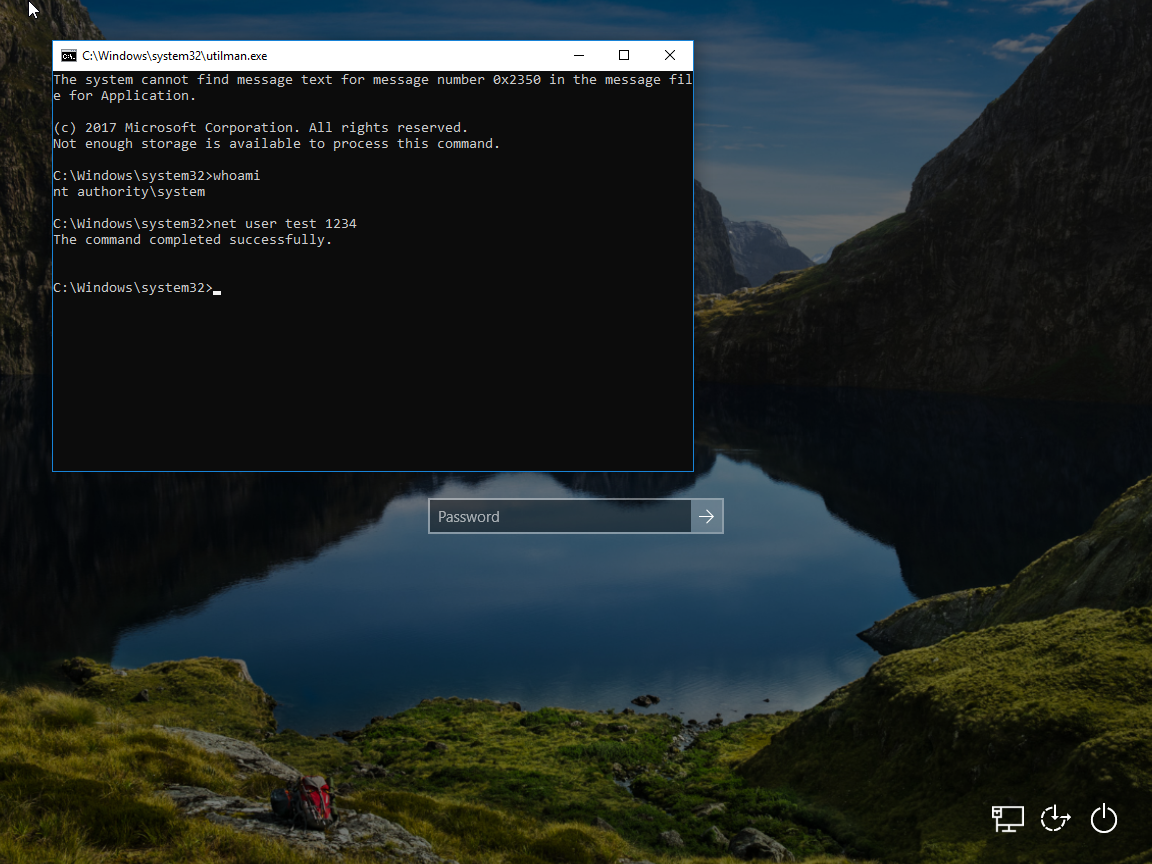 C:\Windows\system32\utilman.exe
The system cannot find message text for message number 0x2350 in the message fil
e for Application.
(c) 2017 Microsoft Corporation. All rights reserved.
Not enough storage is available to process this command.
C:\Windows\system32>whoami
nt authority\system
C:\Windows\system32>net user test 1234
The command completed successfully.
C:\Windows\system32>
Password